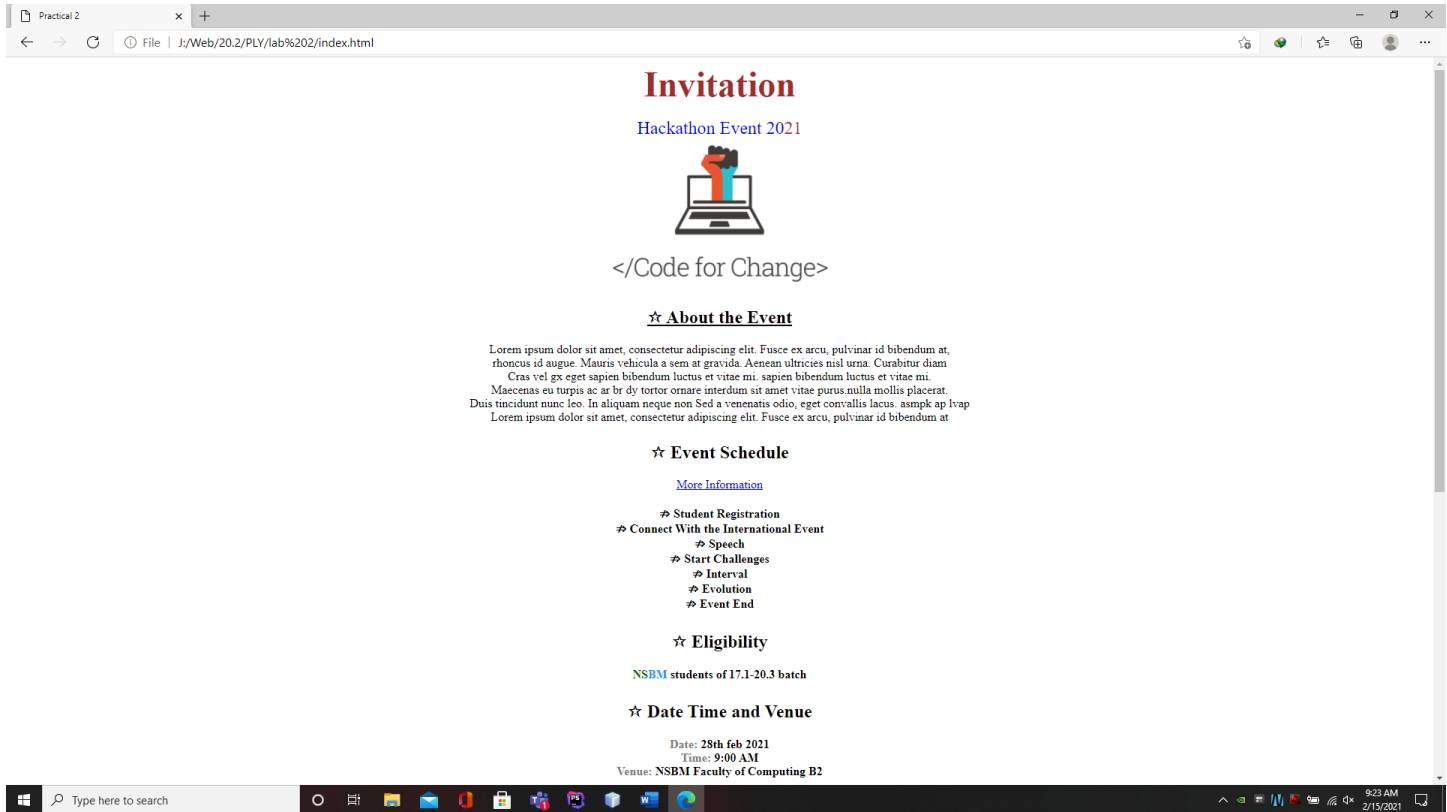 Practical 2
File | J:/Web/20.2/PLY/lab%202/index.html
Invitation
Hackathon Event 2021
</Code for Change>
☆ About the Event
Lorem ipsum dolor sit amet, consectetur adipiscing elit. Fusce ex arcu, pulvinar id bibendum at,
rhoncus id augue. Mauris vehicula a sem at gravida. Aenean ultricies nisl urna. Curabitur diam
Cras vel gx eget sapien bibendum luctus et vitae mi. sapien bibendum luctus et vitae mi.
Maecenas eu turpis ac ar br dy tortor ornare interdum sit amet vitae purus.nulla mollis placerat.
Duis tincidunt nunc leo. In aliquam neque non Sed a venenatis odio, eget convallis lacus. asmpk ap lvap
Lorem ipsum dolor sit amet, consectetur adipiscing elit. Fusce ex arcu, pulvinar id bibendum at
☆ Event Schedule
More Information
⇏ Student Registration
⇏ Connect With the International Event
⇏ Speech
⇏ Start Challenges
⇏ Interval
⇏ Evolution
⇏ Event End
☆ Eligibility
NSBM students of 17.1-20.3 batch
☆ Date Time and Venue
Date: 28th feb 2021
Time: 9:00 AM
Venue: NSBM Faculty of Computing B2
Type here to search
9:23 AM
2/15/2021